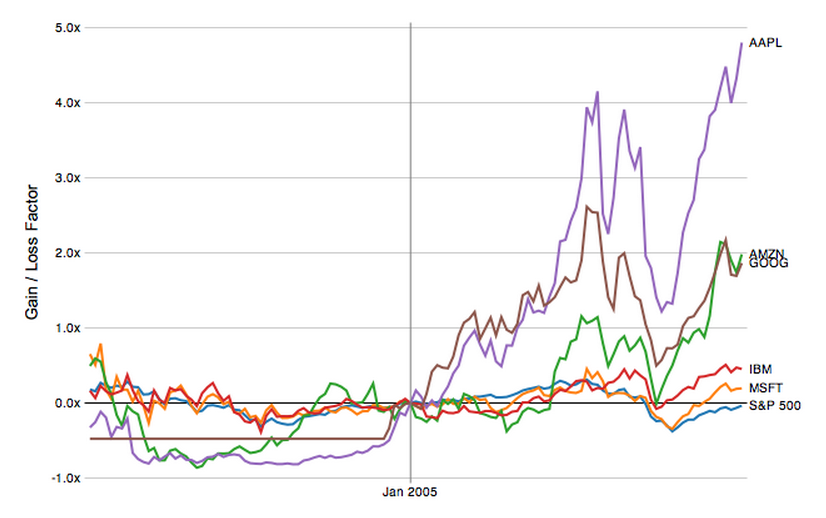 5.0x
AAPL
4.0x
3.0x
Gain / Loss Factor
2.0x
AMZN
GOOG
1.0x
IBM
MSFT
0.0x
S&P 500
-1.0x
Jan 2005